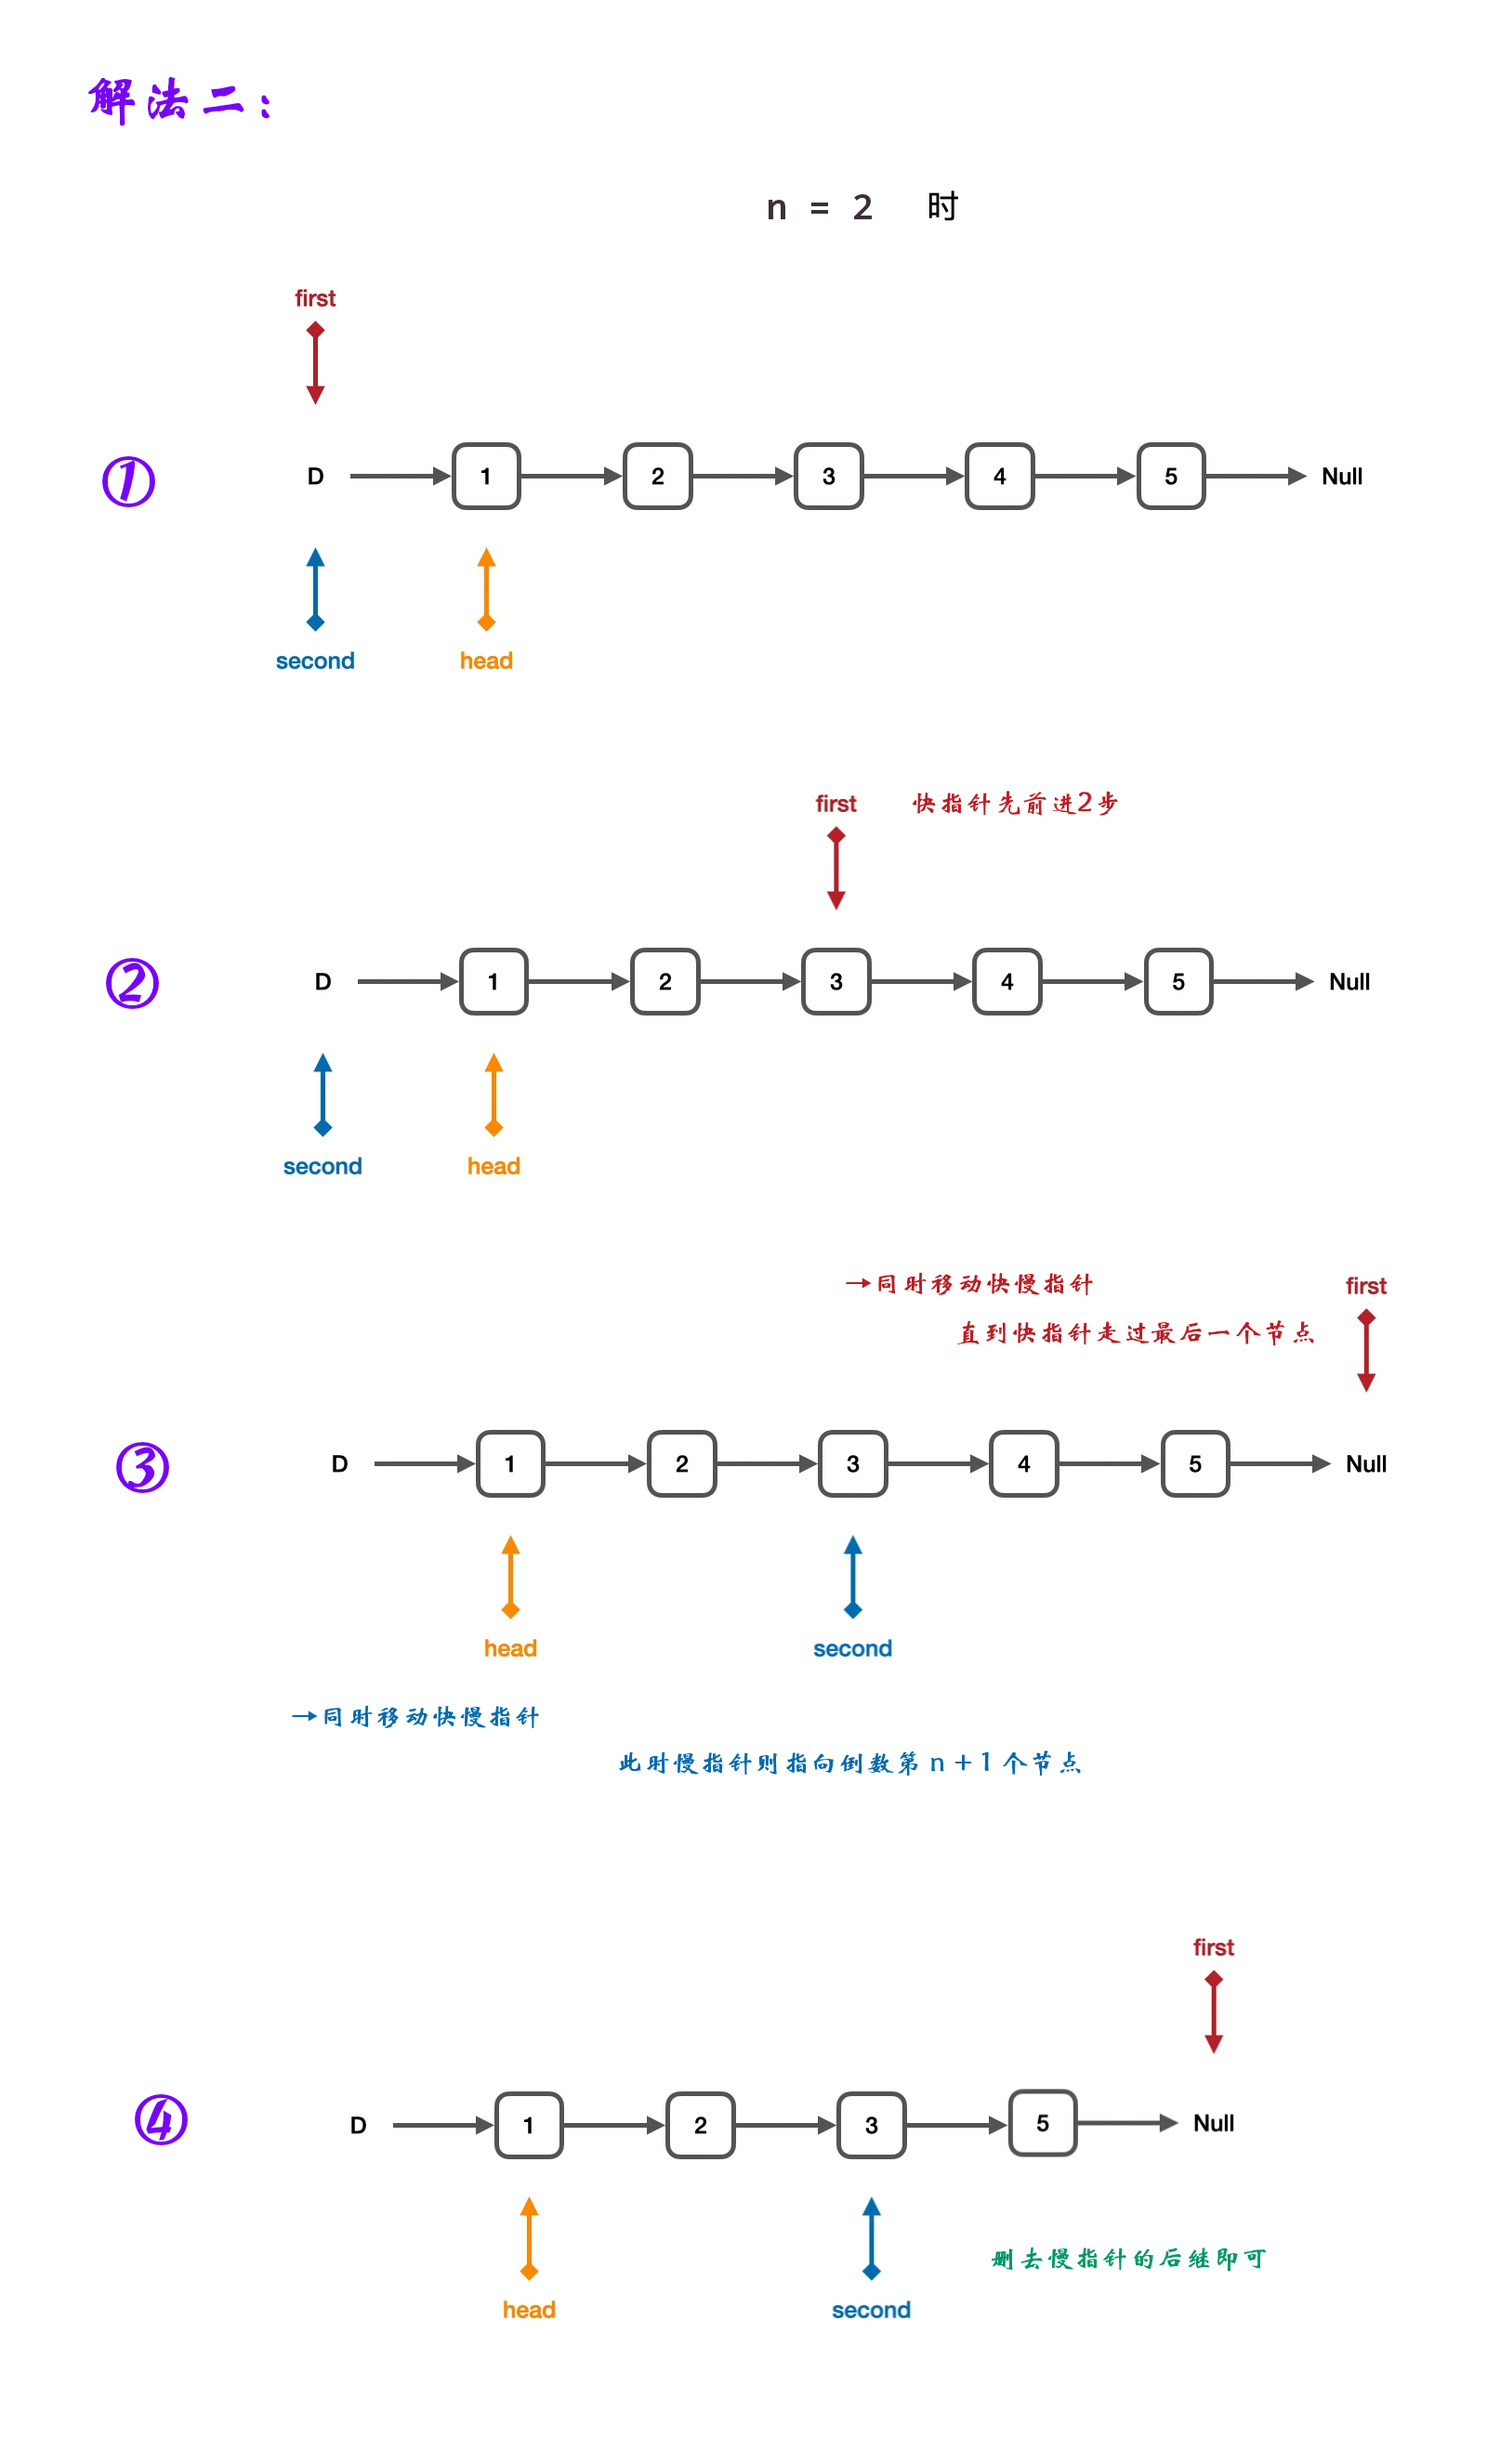 解法二：
n = 2 时
first
① D 1 2 3 4 5 Null
second head
first 快指针先前进2步
② D 1 2 3 4 5 Null
second head
→同时移动快慢指针 first
直到快指针走过最后一个节点
③ D 1 2 3 4 5 Null
head second
→同时移动快慢指针
此时慢指针则指向倒数第 n + 1 个节点
first
④ D 1 2 3 5 Null
删去慢指针的后继即可
head second